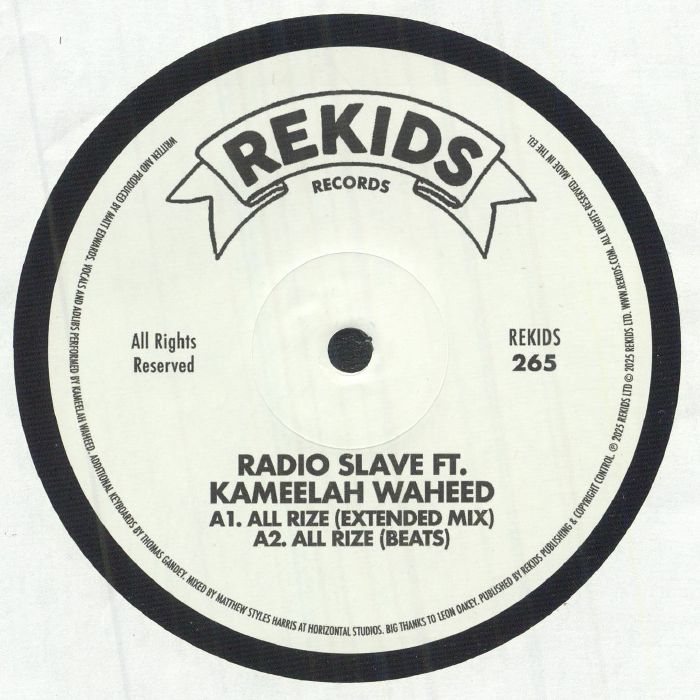 REKIDS
RECORDS
All Rights
Reserved
REKIDS
265
RADIO SLAVE FT.
KAMEELAH WAHEED
A1. ALL RIZE (EXTENDED MIX)
A2. ALL RIZE (BEATS)
WRITTEN AND PRODUCED BY MATT EDWARDS. VOCALS AND ADLIBS PERFORMED BY KAMEELAH WAHEED. ADDITIONAL KEYBOARDS BY THOMAS GANDEY. MIXED BY MATTHEW STYLES HARRIS AT HORIZONTAL STUDIOS. BIG THANKS TO LEON OAKEY. PUBLISHED BY REKIDS PUBLISHING & COPYRIGHT CONTROL. ℗ 2025 REKIDS LTD © 2025 REKIDS LTD. WWW.REKIDS.COM. ALL RIGHTS RESERVED. MADE IN THE EU.